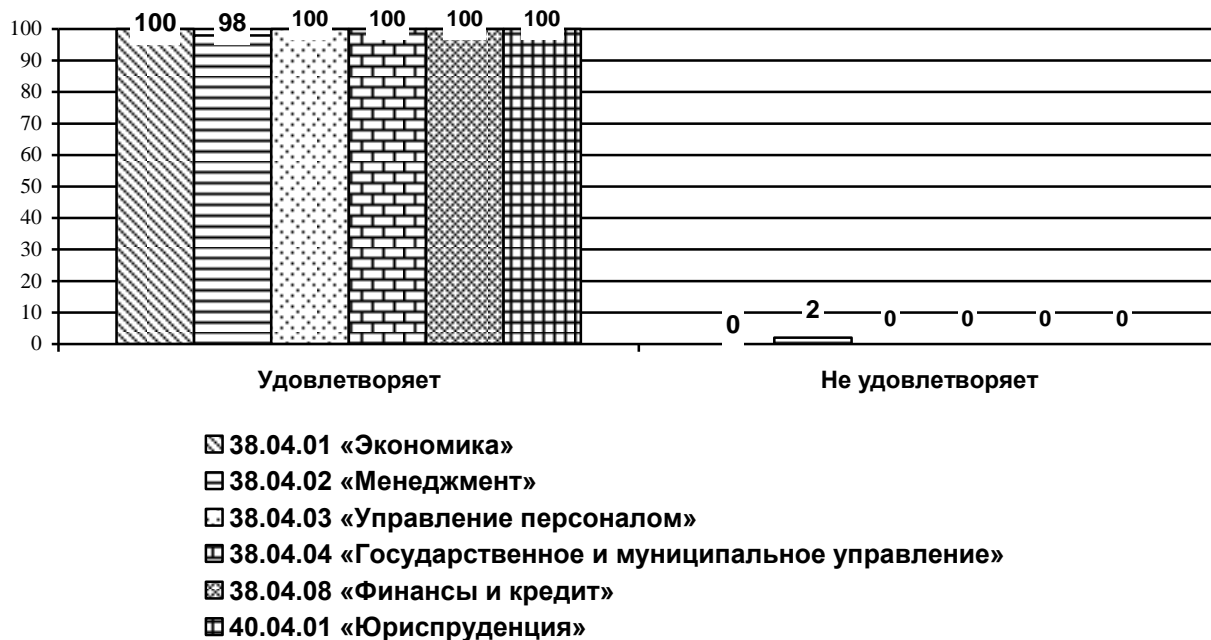 100 98 100 100 100 100
100
90
80
70
60
50
40
30
20
10
0
0 2 0 0 0 0
Удовлетворяет Не удовлетворяет
38.04.01 «Экономика»
38.04.02 «Менеджмент»
38.04.03 «Управление персоналом»
38.04.04 «Государственное и муниципальное управление»
38.04.08 «Финансы и кредит»
40.04.01 «Юриспруденция»